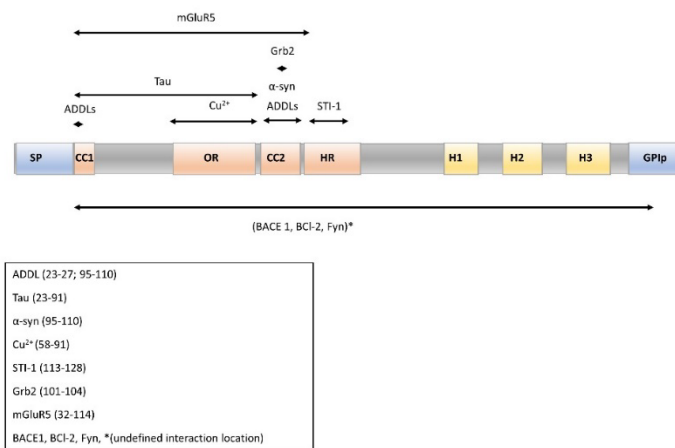 mGluR5
Grb2
Tau
α-syn
ADDLs
Cu²⁺
ADDLs
STI-1
SP CC1 OR CC2 HR H1 H2 H3 GPIp
(BACE 1, BCl-2, Fyn)*
ADDL (23-27; 95-110)
Tau (23-91)
α-syn (95-110)
Cu²⁺ (58-91)
STI-1 (113-128)
Grb2 (101-104)
mGluR5 (32-114)
BACE1, BCl-2, Fyn, *(undefined interaction location)